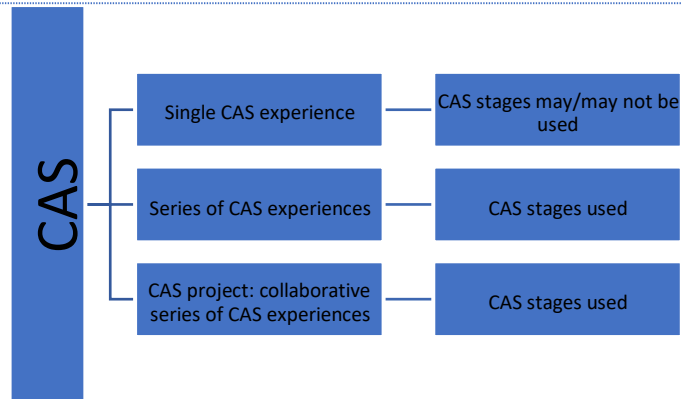 CAS
Single CAS experience
CAS stages may/may not be
used
Series of CAS experiences
CAS stages used
CAS project: collaborative
series of CAS experiences
CAS stages used